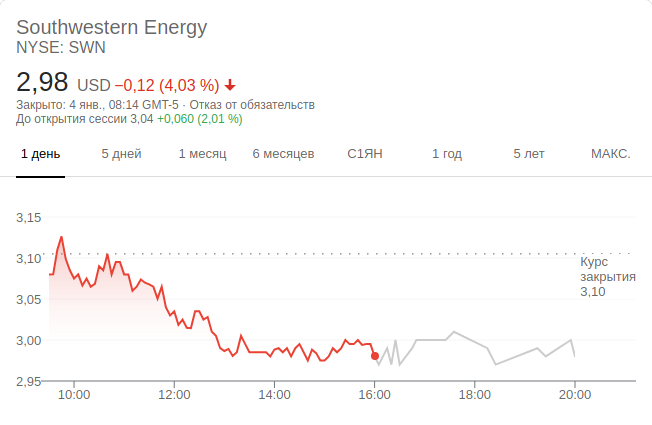 Southwestern Energy
NYSE: SWN
2,98 USD −0,12 (4,03 %)
Закрыто: 4 янв., 08:14 GMT-5 · Отказ от обязательств
До открытия сессии 3,04 +0,060 (2,01 %)
1 день 5 дней 1 месяц 6 месяцев С1ЯН 1 год 5 лет МАКС.
3,15
3,10
Курс
закрытия
3,10
3,05
3,00
2,95
10:00 12:00 14:00 16:00 18:00 20:00